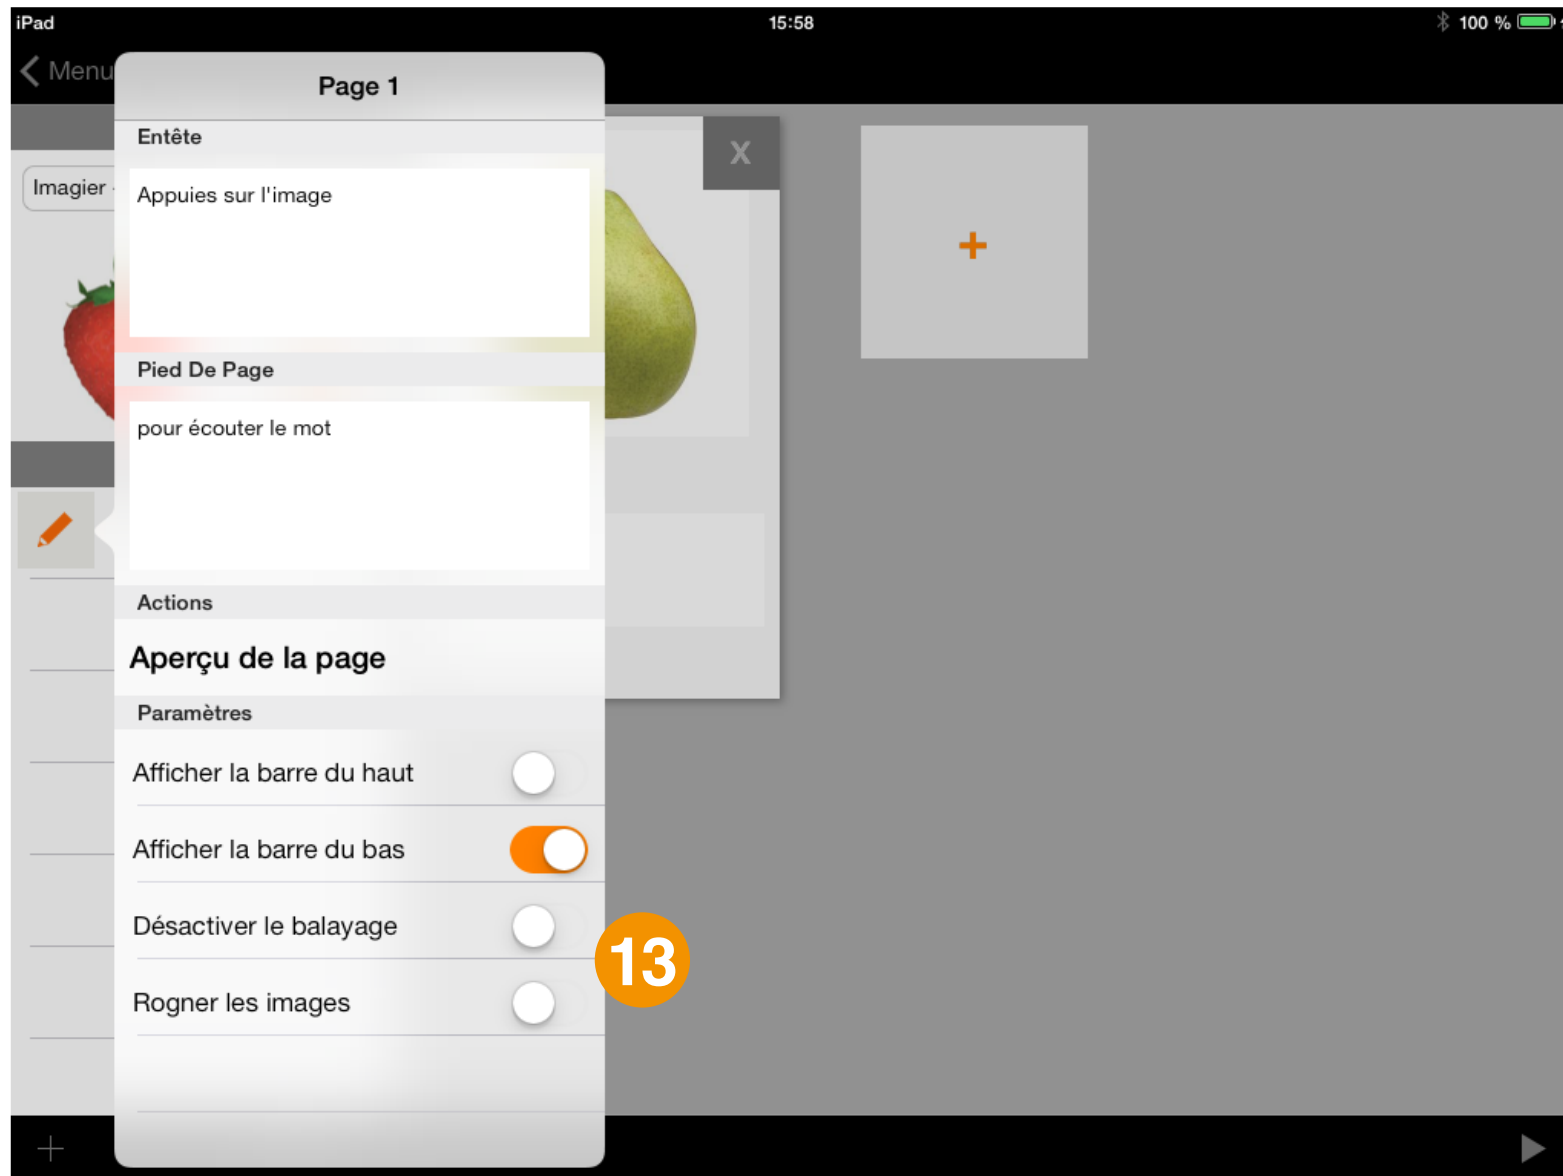 iPad 15:58 100 %
Menu
Page 1
Entête
X
Imagier
Appuies sur l'image
+
Pied De Page
pour écouter le mot
Actions
Aperçu de la page
Paramètres
Afficher la barre du haut
Afficher la barre du bas
Désactiver le balayage
13
Rogner les images
+